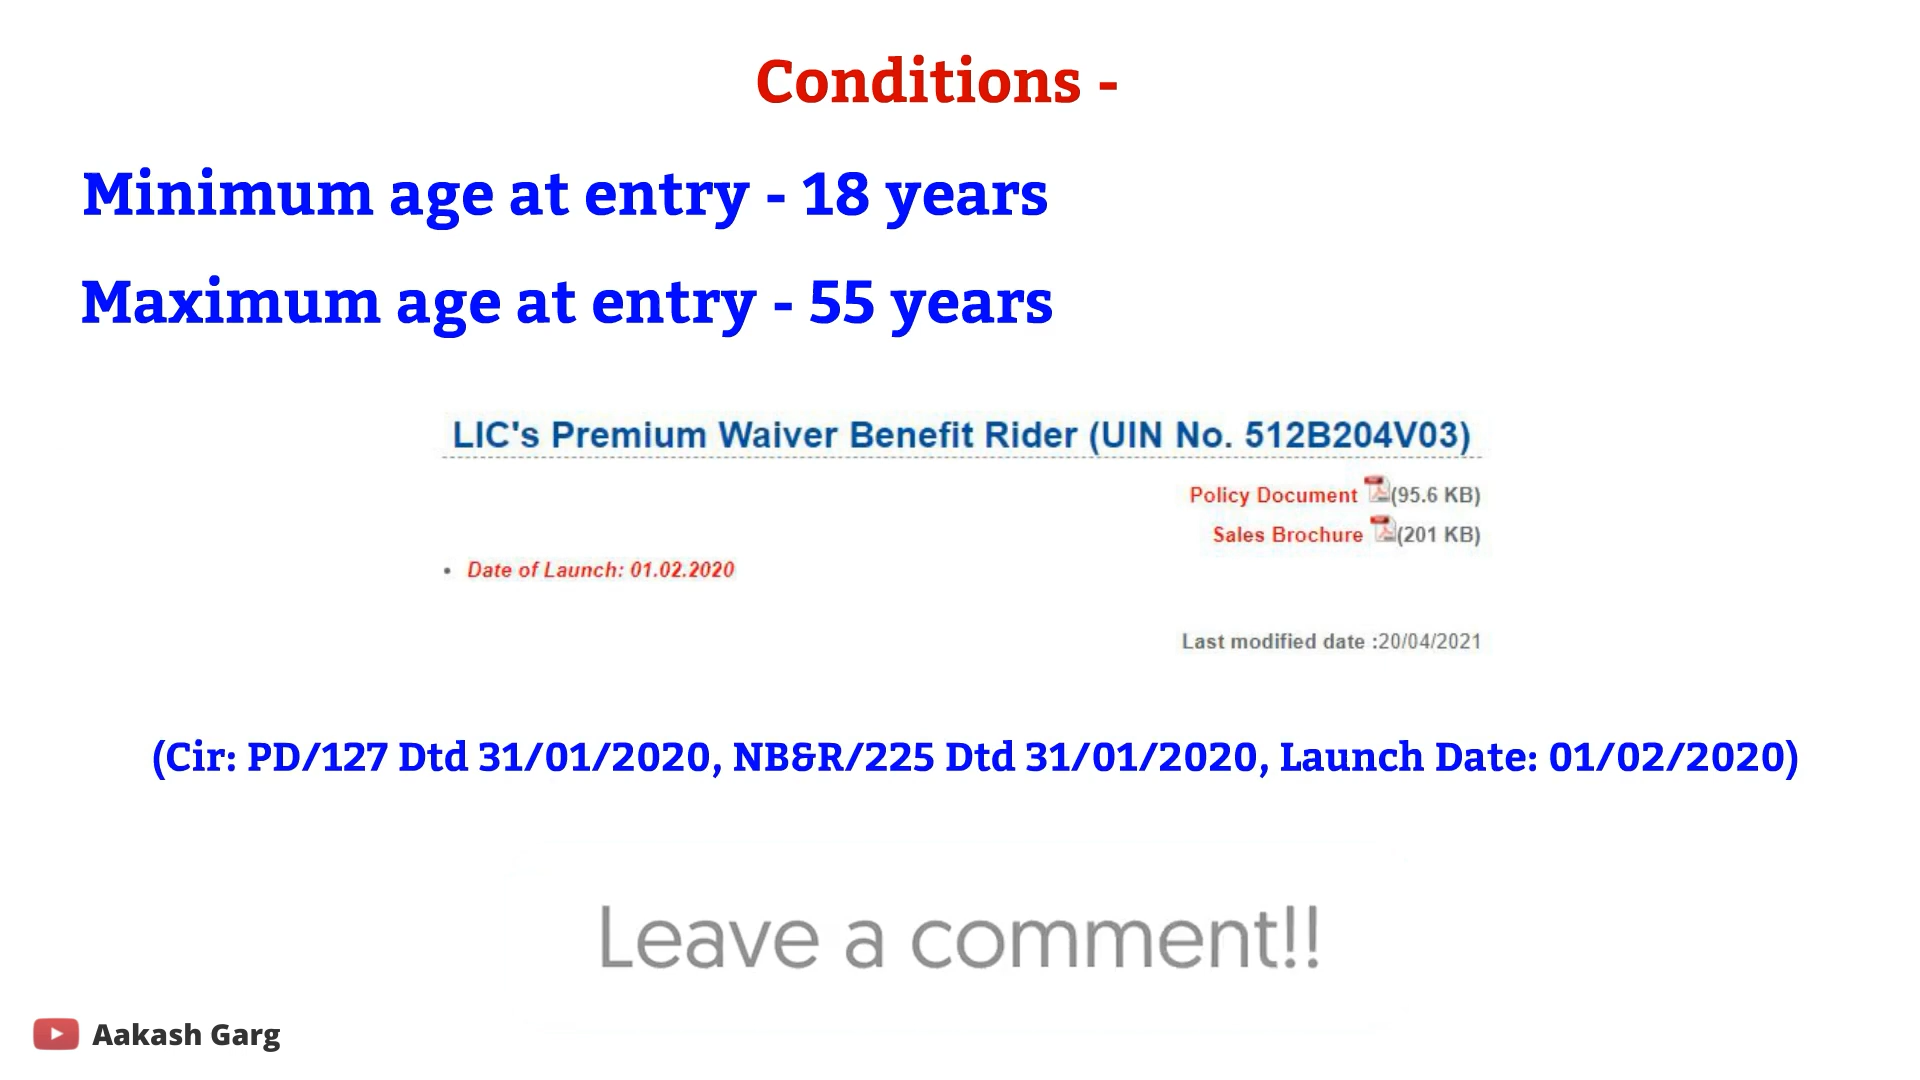 Conditions -
Minimum age at entry - 18 years
Maximum age at entry - 55 years
LIC's Premium Waiver Benefit Rider (UIN No. 512B204V03)
Policy Document (95.6 KB)
Sales Brochure (201 KB)
• Date of Launch: 01.02.2020
Last modified date :20/04/2021
(Cir: PD/127 Dtd 31/01/2020, NB&R/225 Dtd 31/01/2020, Launch Date: 01/02/2020)
Leave a comment!!
Aakash Garg